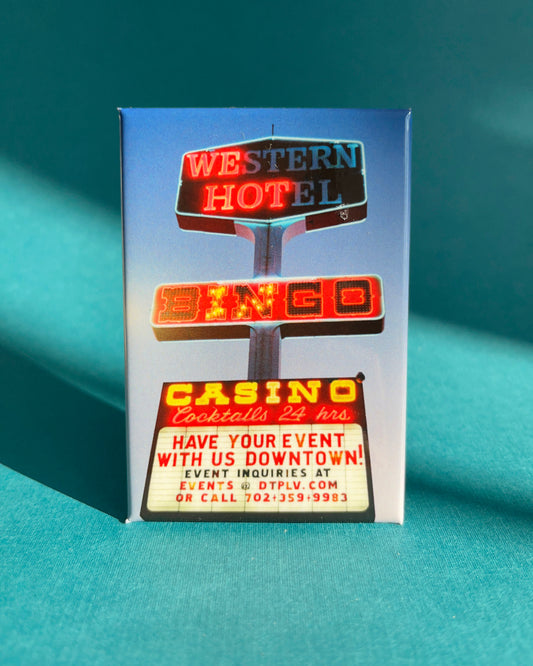 WESTERN
HOTEL
BINGO
CASINO
Cocktails 24 hrs.
HAVE YOUR EVENT
WITH US DOWNTOWN!
EVENT INQUIRIES AT
EVENTS @ DTPLV.COM
OR CALL 702+359+9983